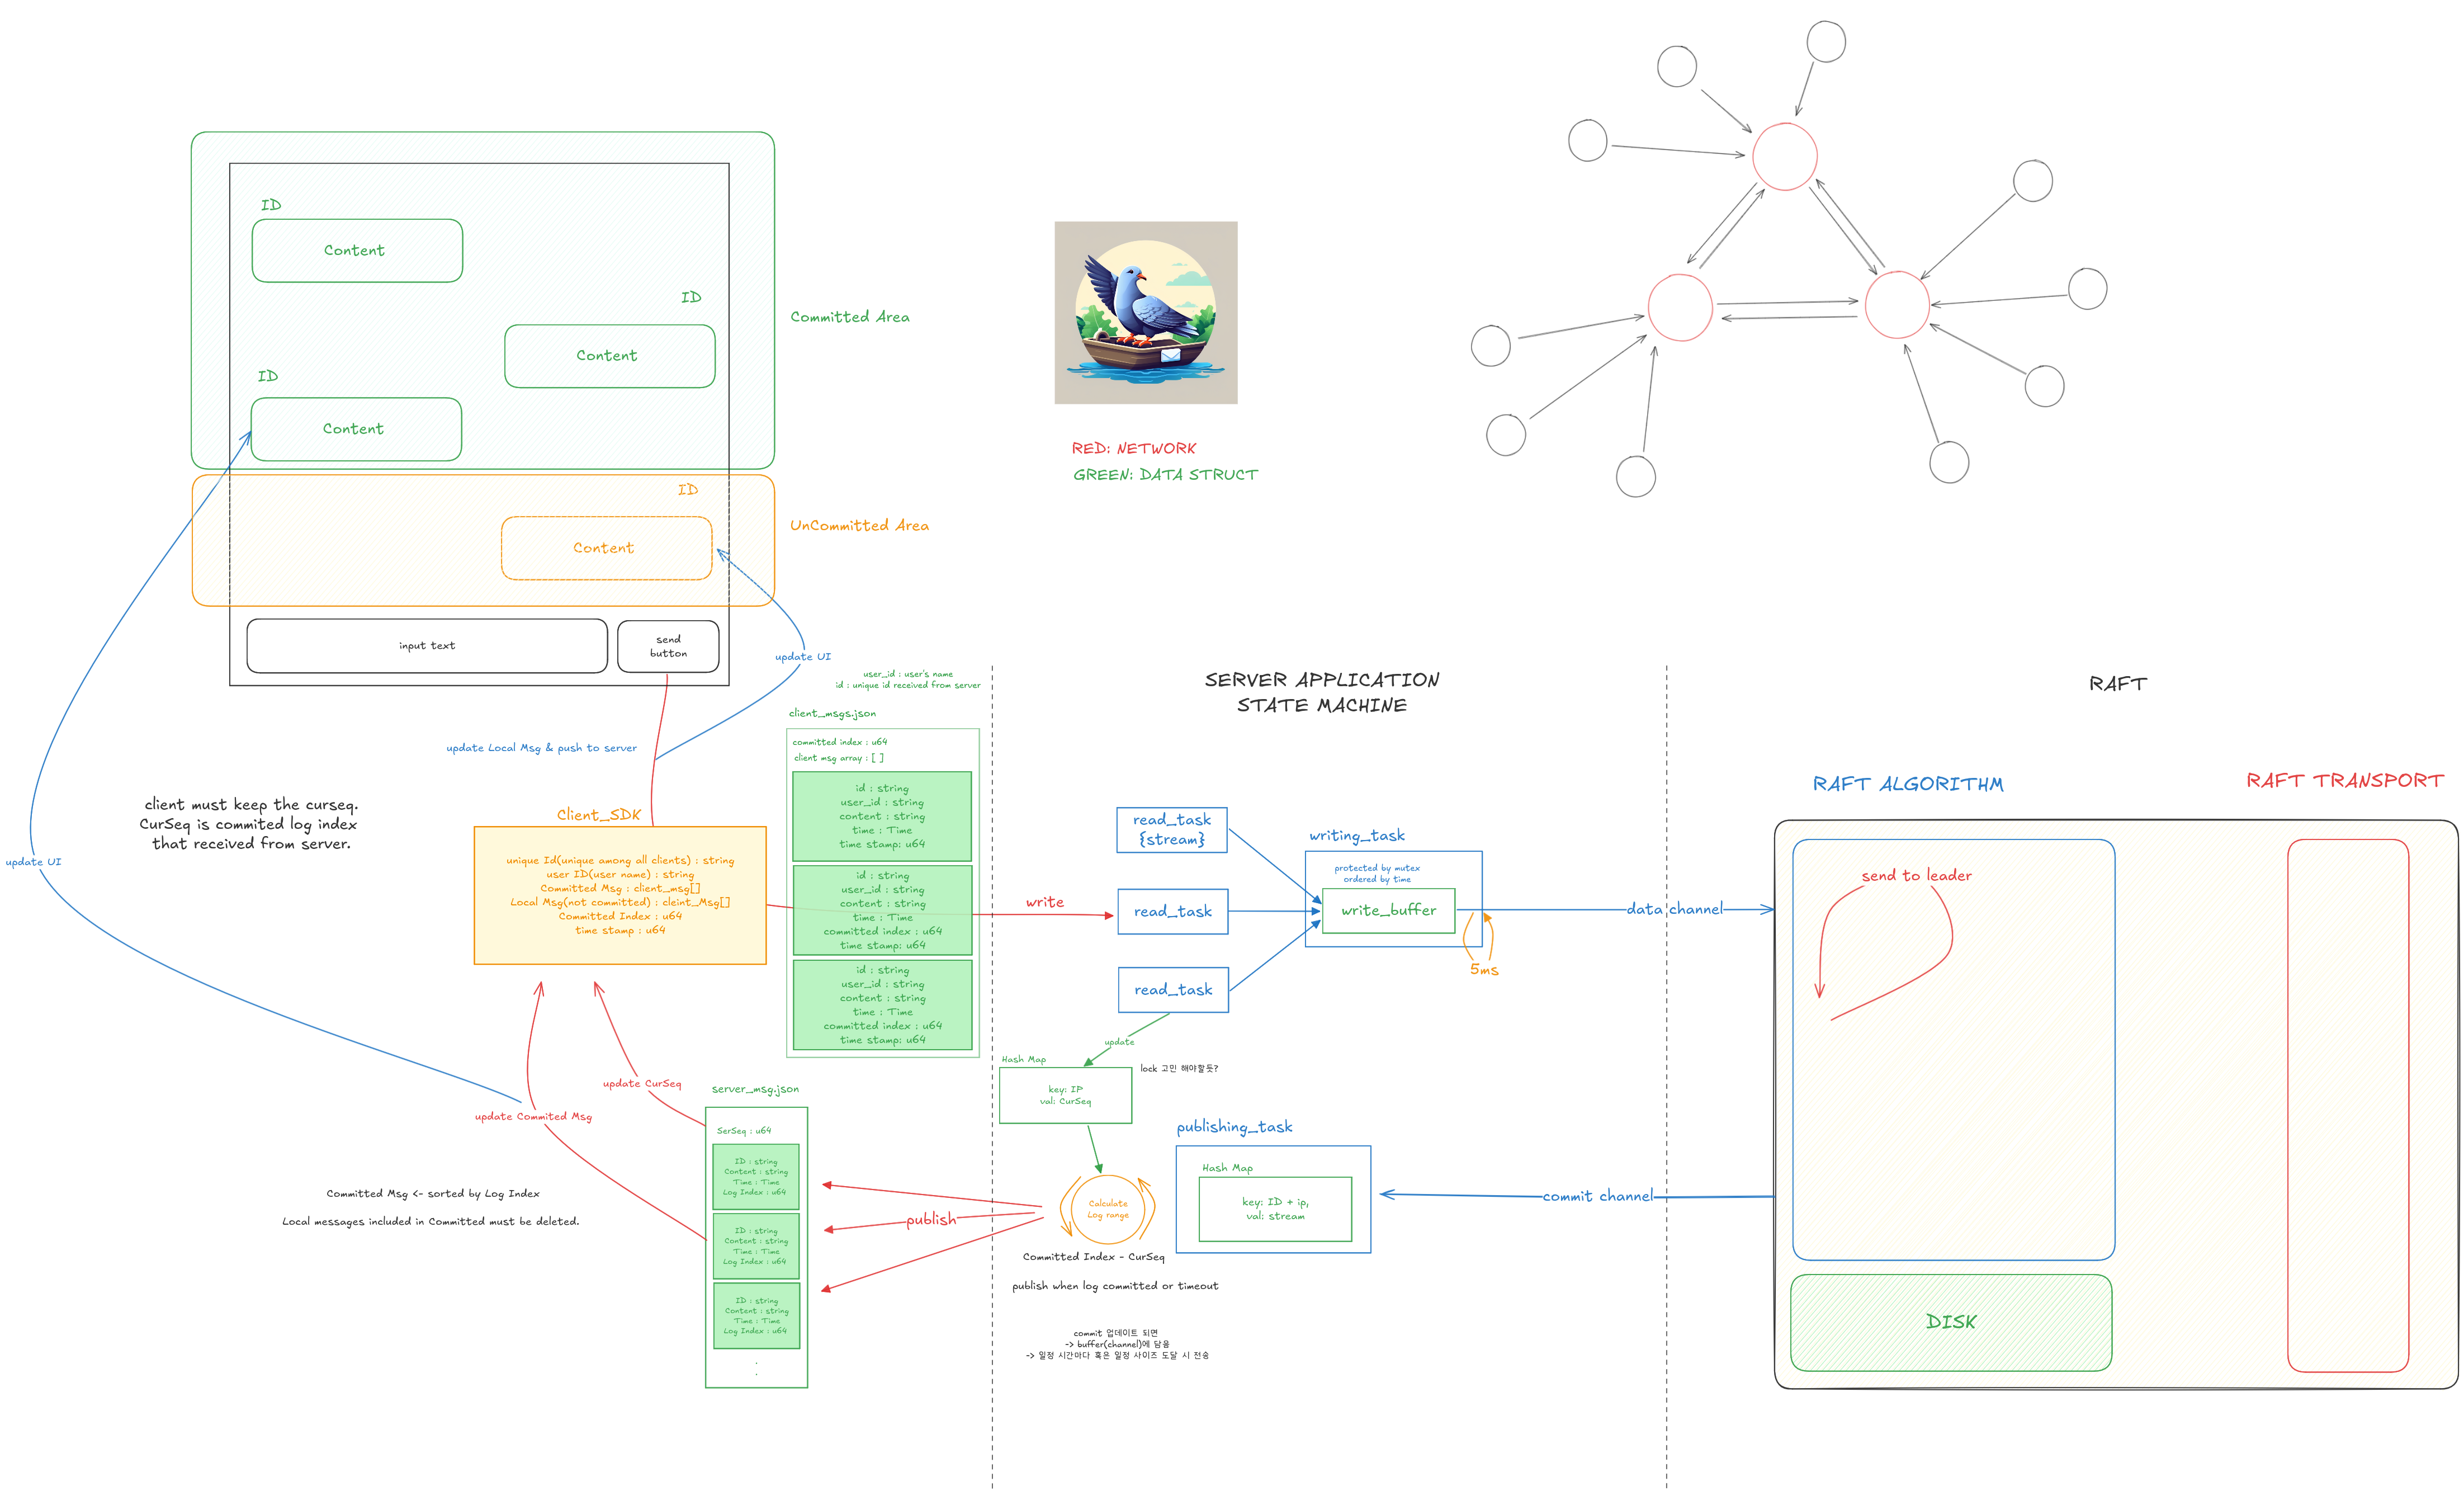 ID
Content
ID
Content
ID
Content
Committed Area
ID
Content
UnCommitted Area
input text
send
button
update UI
update UI
RED: NETWORK
GREEN: DATA STRUCT
user_id : user's name
id : unique id received from server
update Local Msg & push to server
client must keep the curseq.
CurSeq is commited log index
that received from server.
Client_SDK
unique Id(unique among all clients) : string
user ID(user name) : string
Committed Msg : client_msg[]
Local Msg(not committed) : cleint_Msg[]
Committed Index : u64
time stamp : u64
client_msgs.json
committed index : u64
client msg array : [ ]
id : string
user_id : string
content : string
time : Time
time stamp: u64
id : string
user_id : string
content : string
time : Time
committed index : u64
time stamp: u64
id : string
user_id : string
content : string
time : Time
committed index : u64
time stamp: u64
update CurSeq
update Commited Msg
Committed Msg <- sorted by Log Index
Local messages included in Committed must be deleted.
server_msg.json
SerSeq : u64
ID : string
Content : string
Time : Time
Log Index : u64
ID : string
Content : string
Time : Time
Log Index : u64
ID : string
Content : string
Time : Time
Log Index : u64
.
.
SERVER APPLICATION
STATE MACHINE
write
read_task
{stream}
read_task
read_task
writing_task
protected by mutex
ordered by time
write_buffer
5ms
data channel
update
Hash Map
key: IP
val: CurSeq
lock 고민 해야할듯?
publishing_task
Hash Map
key: ID + ip,
val: stream
commit channel
Calculate
Log range
publish
Committed Index - CurSeq
publish when log committed or timeout
commit 업데이트 되면
-> buffer(channel)에 담음
-> 일정 시간마다 혹은 일정 사이즈 도달 시 전송
RAFT
RAFT ALGORITHM
RAFT TRANSPORT
send to leader
DISK